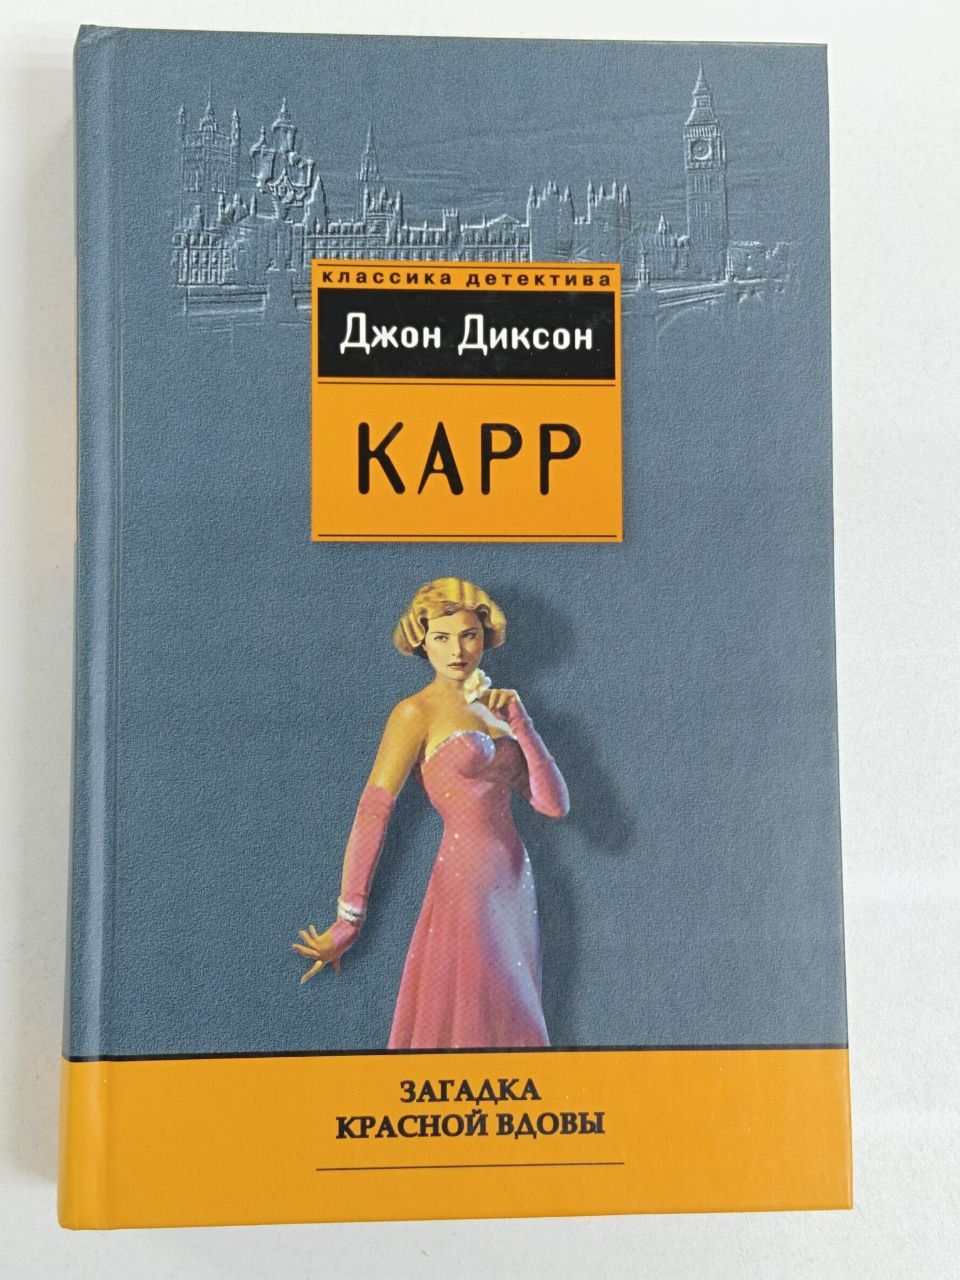 классика детектива
Джон Диксон
КАРР
ЗАГАДКА
КРАСНОЙ ВДОВЫ